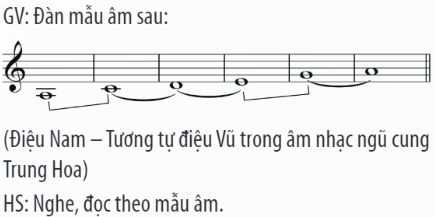 GV: Đàn mẫu âm sau:
(Điệu Nam – Tương tự điệu Vũ trong âm nhạc ngũ cung
Trung Hoa)
HS: Nghe, đọc theo mẫu âm.